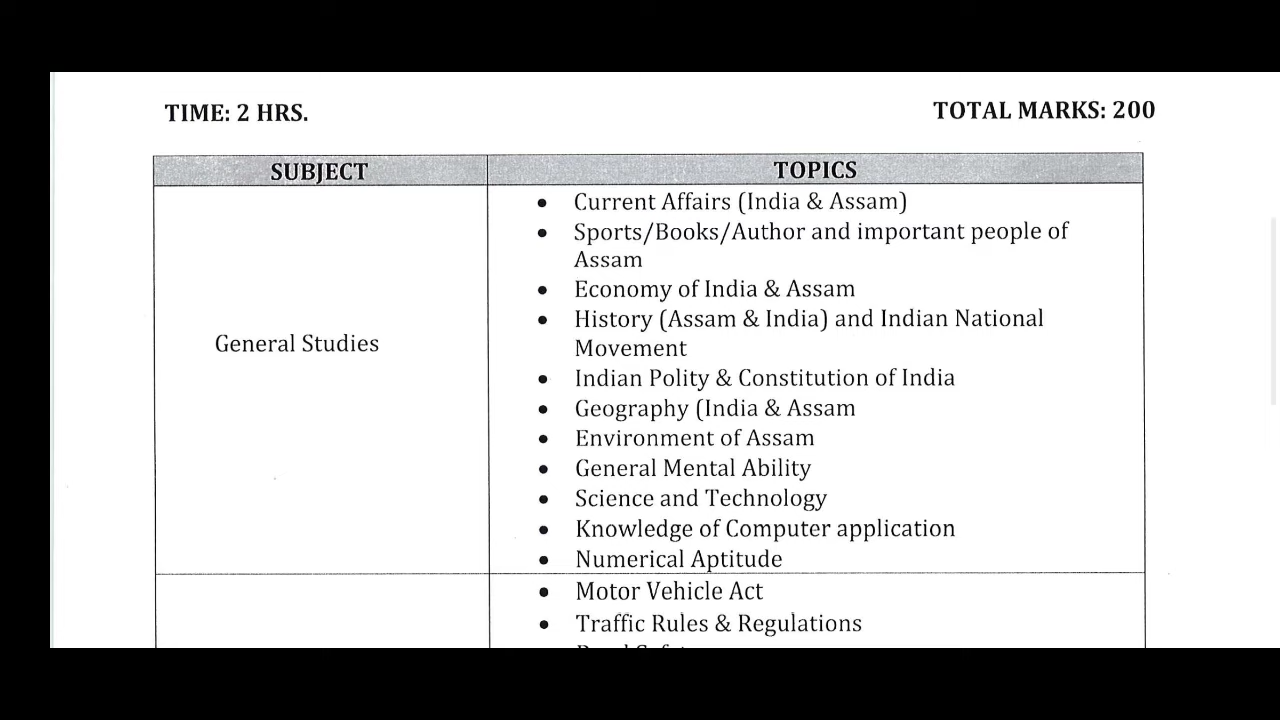 TIME: 2 HRS.
TOTAL MARKS: 200
SUBJECT
TOPICS
General Studies
• Current Affairs (India & Assam)
• Sports/Books/Author and important people of
Assam
• Economy of India & Assam
• History (Assam & India) and Indian National
Movement
• Indian Polity & Constitution of India
• Geography (India & Assam
• Environment of Assam
• General Mental Ability
• Science and Technology
• Knowledge of Computer application
• Numerical Aptitude
• Motor Vehicle Act
• Traffic Rules & Regulations